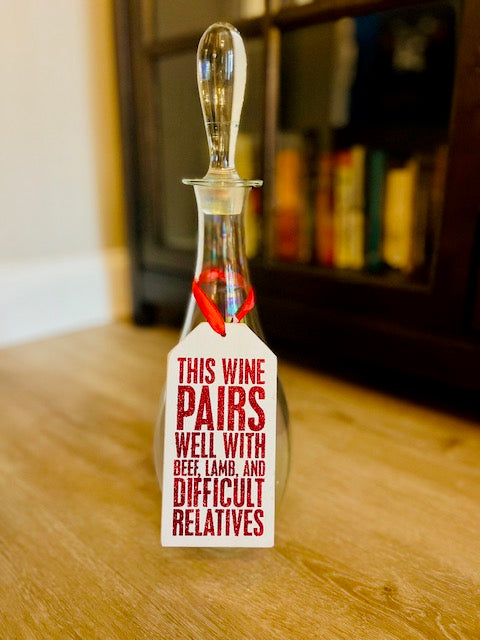 THIS WINE
PAIRS
WELL WITH
BEEF, LAMB, AND
DIFFICULT
RELATIVES